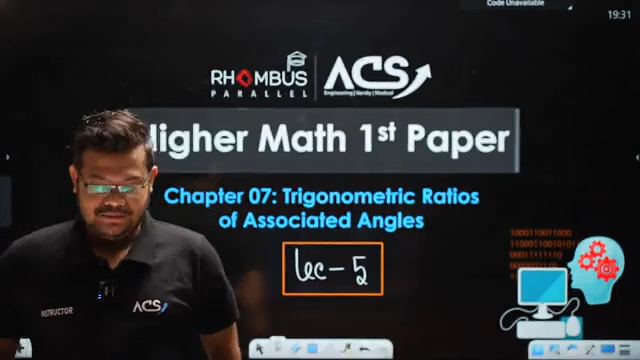 Code Unavailable
19:31
RHOMBUS
PARALLEL
ACS
Engineering | Varsity | Medical
Higher Math 1st Paper
Chapter 07: Trigonometric Ratios
of Associated Angles
Lec - 5
1000110011000
INSTRUCTOR
ACS